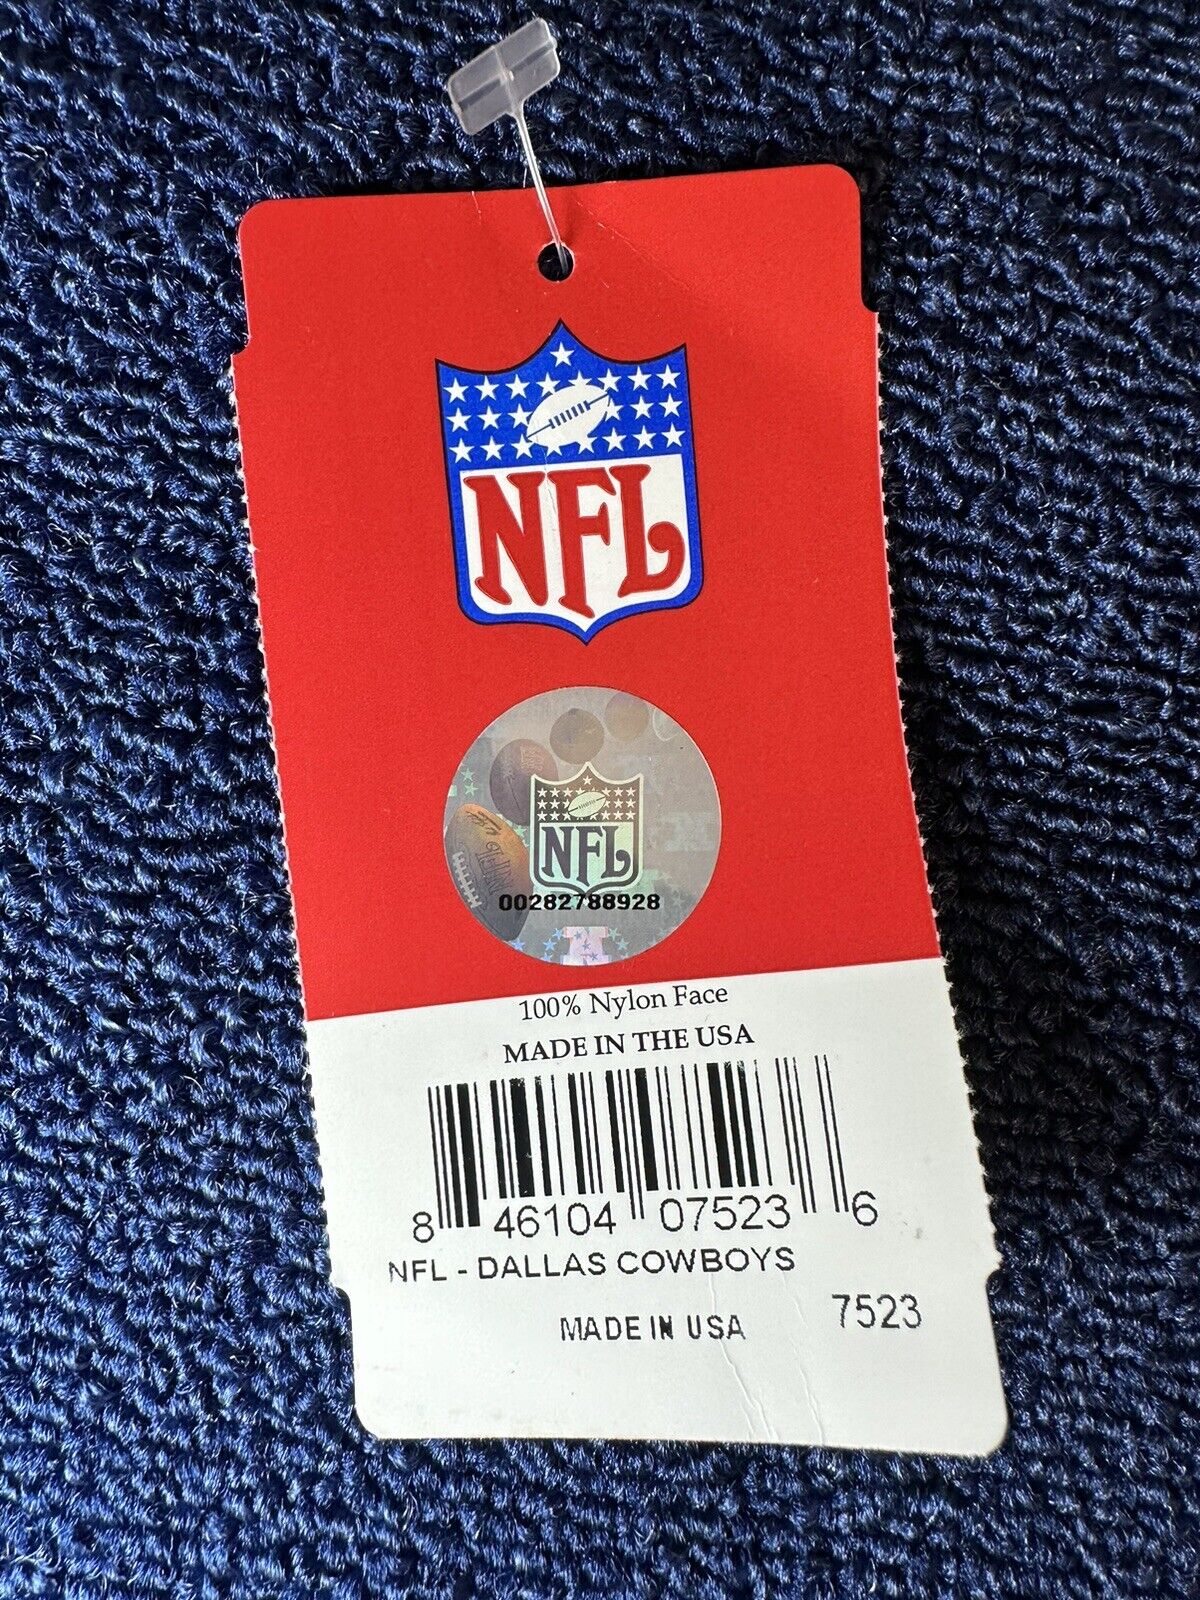 NFL
NFL
00282788928
100% Nylon Face
MADE IN THE USA
8 46104 07523 6
NFL - DALLAS COWBOYS
7523
MADE IN USA